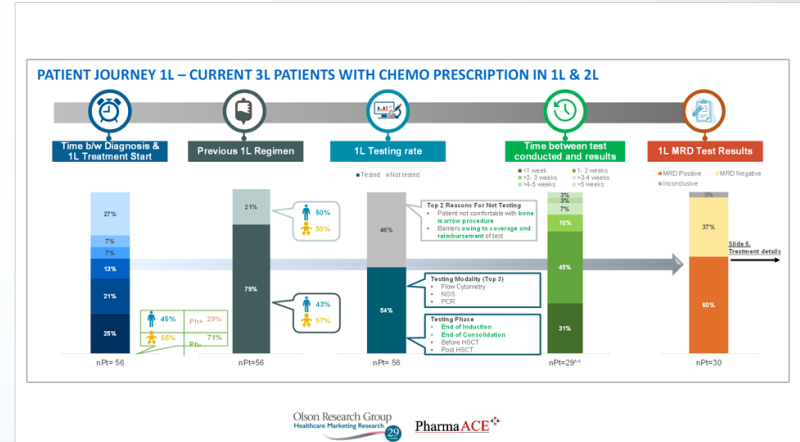 PATIENT JOURNEY 1L – CURRENT 3L PATIENTS WITH CHEMO PRESCRIPTION IN 1L & 2L
Time b/w Diagnosis &
1L Treatment Start
Previous 1L Regimen
1L Testing rate
Time between test
conducted and results
1L MRD Test Results
Tested
Not tested
<1 week
1- 2 weeks
>2- 3 weeks
>3-4 weeks
>4-5 weeks
>5 weeks
MRD Positive
MRD Negative
Inconclusive
27%
7%
7%
13%
21%
25%
45%
55%
Ph+ 29%
Ph- 71%
nPt= 56
21%
79%
50%
50%
43%
57%
nPt=56
46%
54%
nPt= 56
Top 2 Reasons For Not Testing
Patient not comfortable with bone
marrow procedure
Barriers owing to coverage and
reimbursement of test
Testing Modality (Top 3)
Flow Cytometry
NGS
PCR
Testing Phase
End of Induction
End of Consolidation
Before HSCT
Post HSCT
3%
3%
7%
10%
45%
31%
nPt=29^^
3%
37%
60%
nPt=30
Slide 6,
Treatment details
Olson Research Group
Healthcare Marketing Research
29
PharmaACE